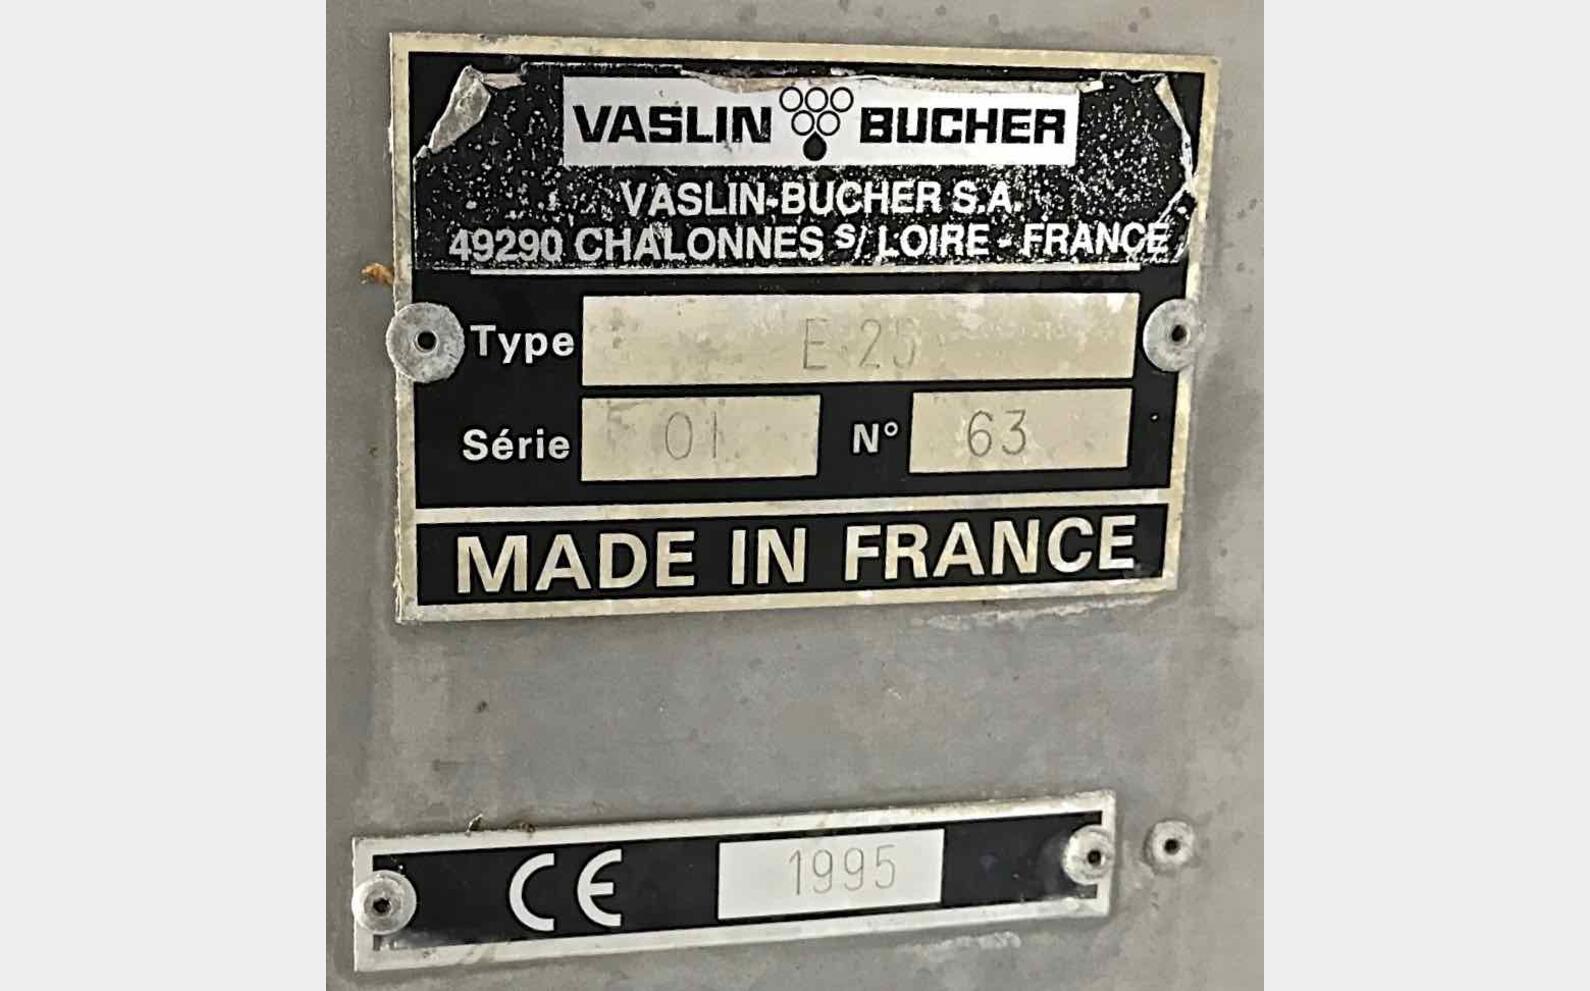 VASLIN BUCHER
VASLIN-BUCHER S.A.
49290 CHALONNES S/ LOIRE - FRANCE
Type E 25
Série 01 N° 63
MADE IN FRANCE
CE 1995